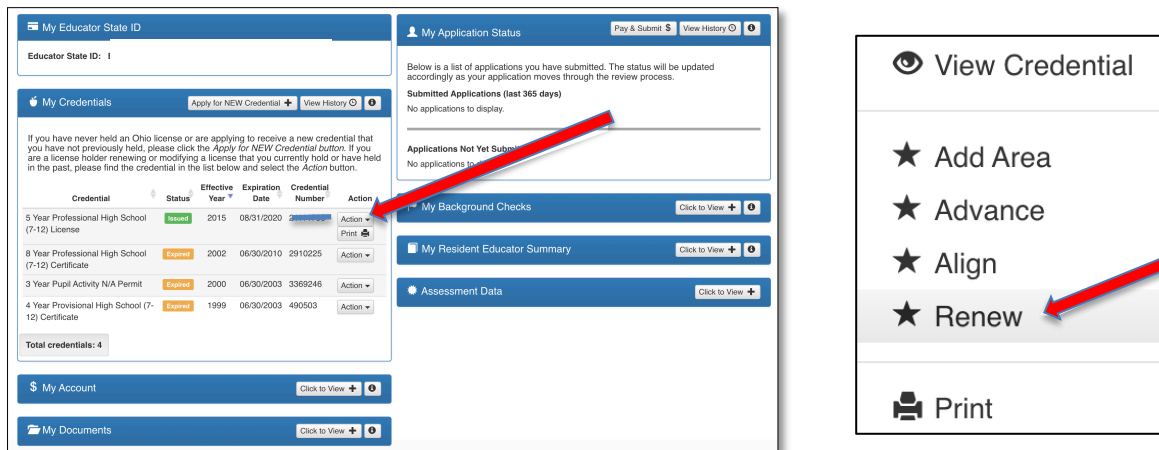 My Educator State ID
Educator State ID:
My Credentials
Apply for NEW Credential
View History
If you have never held an Ohio license or are applying to receive a new credential that
you have not previously held, please click the Apply for NEW Credential button. If you
are a license holder renewing or modifying a license that you currently hold or have held
in the past, please find the credential in the list below and select the Action button.
Credential Status Effective Year Expiration Date Credential Number Action
5 Year Professional High School (7-12) License Issued 2015 08/31/2020 Action
Print
8 Year Professional High School (7-12) Certificate Expired 2002 06/30/2010 2910225 Action
3 Year Pupil Activity N/A Permit Expired 2000 06/30/2003 3369246 Action
4 Year Provisional High School (7-
12) Certificate Expired 1999 06/30/2003 490503 Action
Total credentials: 4
$ My Account
Click to View
My Documents
Click to View
My Application Status
Pay & Submit $
View History
Below is a list of applications you have submitted. The status will be updated
accordingly as your application moves through the review process.
Submitted Applications (last 365 days)
No applications to display.
Applications Not Yet
No applications to
My Background Checks
Click to View
My Resident Educator Summary
Click to View
Assessment Data
Click to View
View Credential
Add Area
Advance
Align
Renew
Print